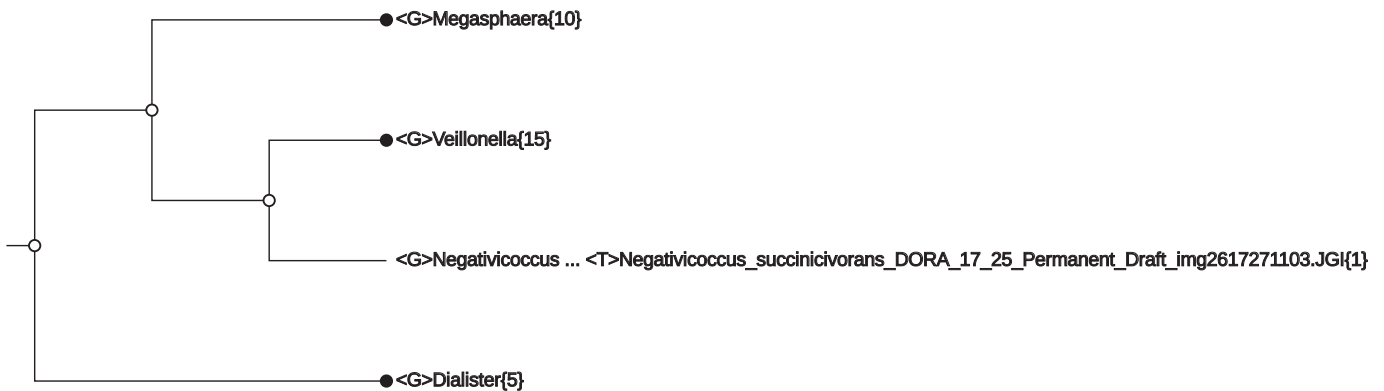 <G>Megasphaera{10}
<G>Veillonella{15}
<G>Negativicoccus ... <T>Negativicoccus_succinicivorans_DORA_17_25_Permanent_Draft_img2617271103.JGI{1}
<G>Dialister{5}